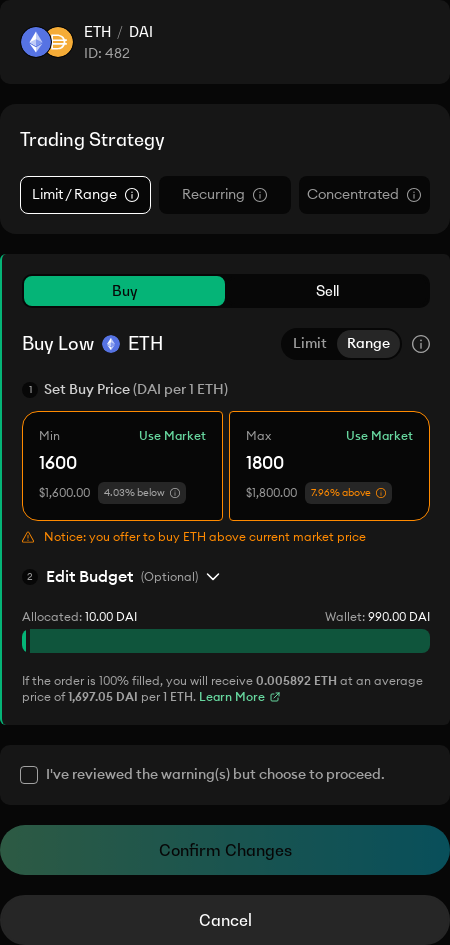 ETH / DAI
ID: 482
Trading Strategy
Limit / Range
Recurring
Concentrated
Buy
Sell
Buy Low ETH
Limit
Range
1 Set Buy Price (DAI per 1 ETH)
Min Use Market
1600
$1,600.00 4.03% below
Max Use Market
1800
$1,800.00 7.96% above
Notice: you offer to buy ETH above current market price
2 Edit Budget (Optional)
Allocated: 10.00 DAI
Wallet: 990.00 DAI
If the order is 100% filled, you will receive 0.005892 ETH at an average
price of 1,697.05 DAI per 1 ETH. Learn More
I've reviewed the warning(s) but choose to proceed.
Confirm Changes
Cancel